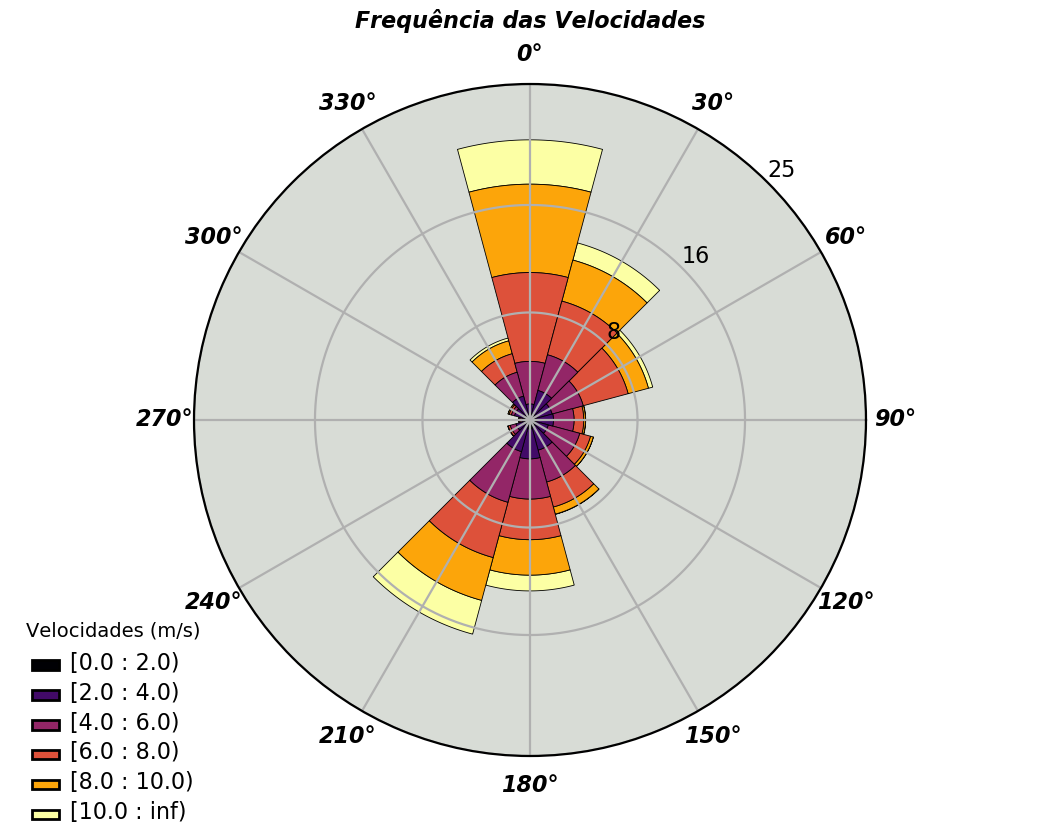 Frequência das Velocidades
0°
330°
30°
25
300°
60°
16
8
270°
90°
240°
120°
210°
150°
180°
Velocidades (m/s)
[0.0 : 2.0)
[2.0 : 4.0)
[4.0 : 6.0)
[6.0 : 8.0)
[8.0 : 10.0)
[10.0 : inf)